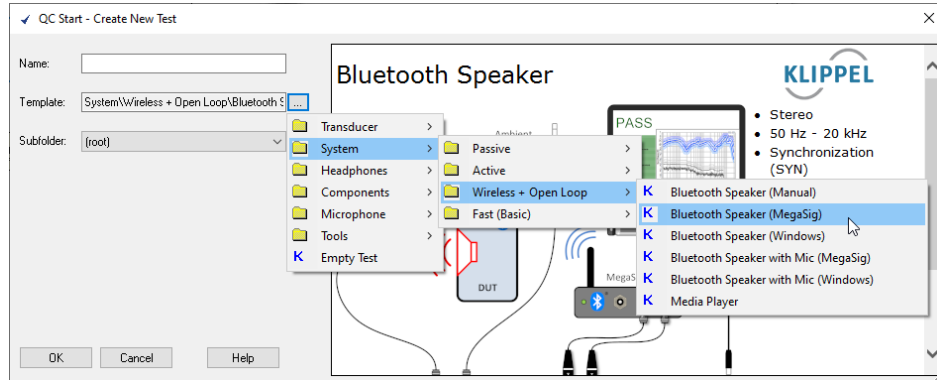 QC Start - Create New Test
Name:
Template:
System\Wireless + Open Loop\Bluetooth S
...
Subfolder:
(root)
OK
Cancel
Help
Transducer
System
Headphones
Components
Microphone
Tools
K Empty Test
Passive
Active
Wireless + Open Loop
Fast (Basic)
K Bluetooth Speaker (Manual)
K Bluetooth Speaker (MegaSig)
K Bluetooth Speaker (Windows)
K Bluetooth Speaker with Mic (MegaSig)
K Bluetooth Speaker with Mic (Windows)
K Media Player
Bluetooth Speaker
KLIPPEL
Ambient
PASS
• Stereo
• 50 Hz - 20 kHz
• Synchronization
(SYN)
DUT
MegaS